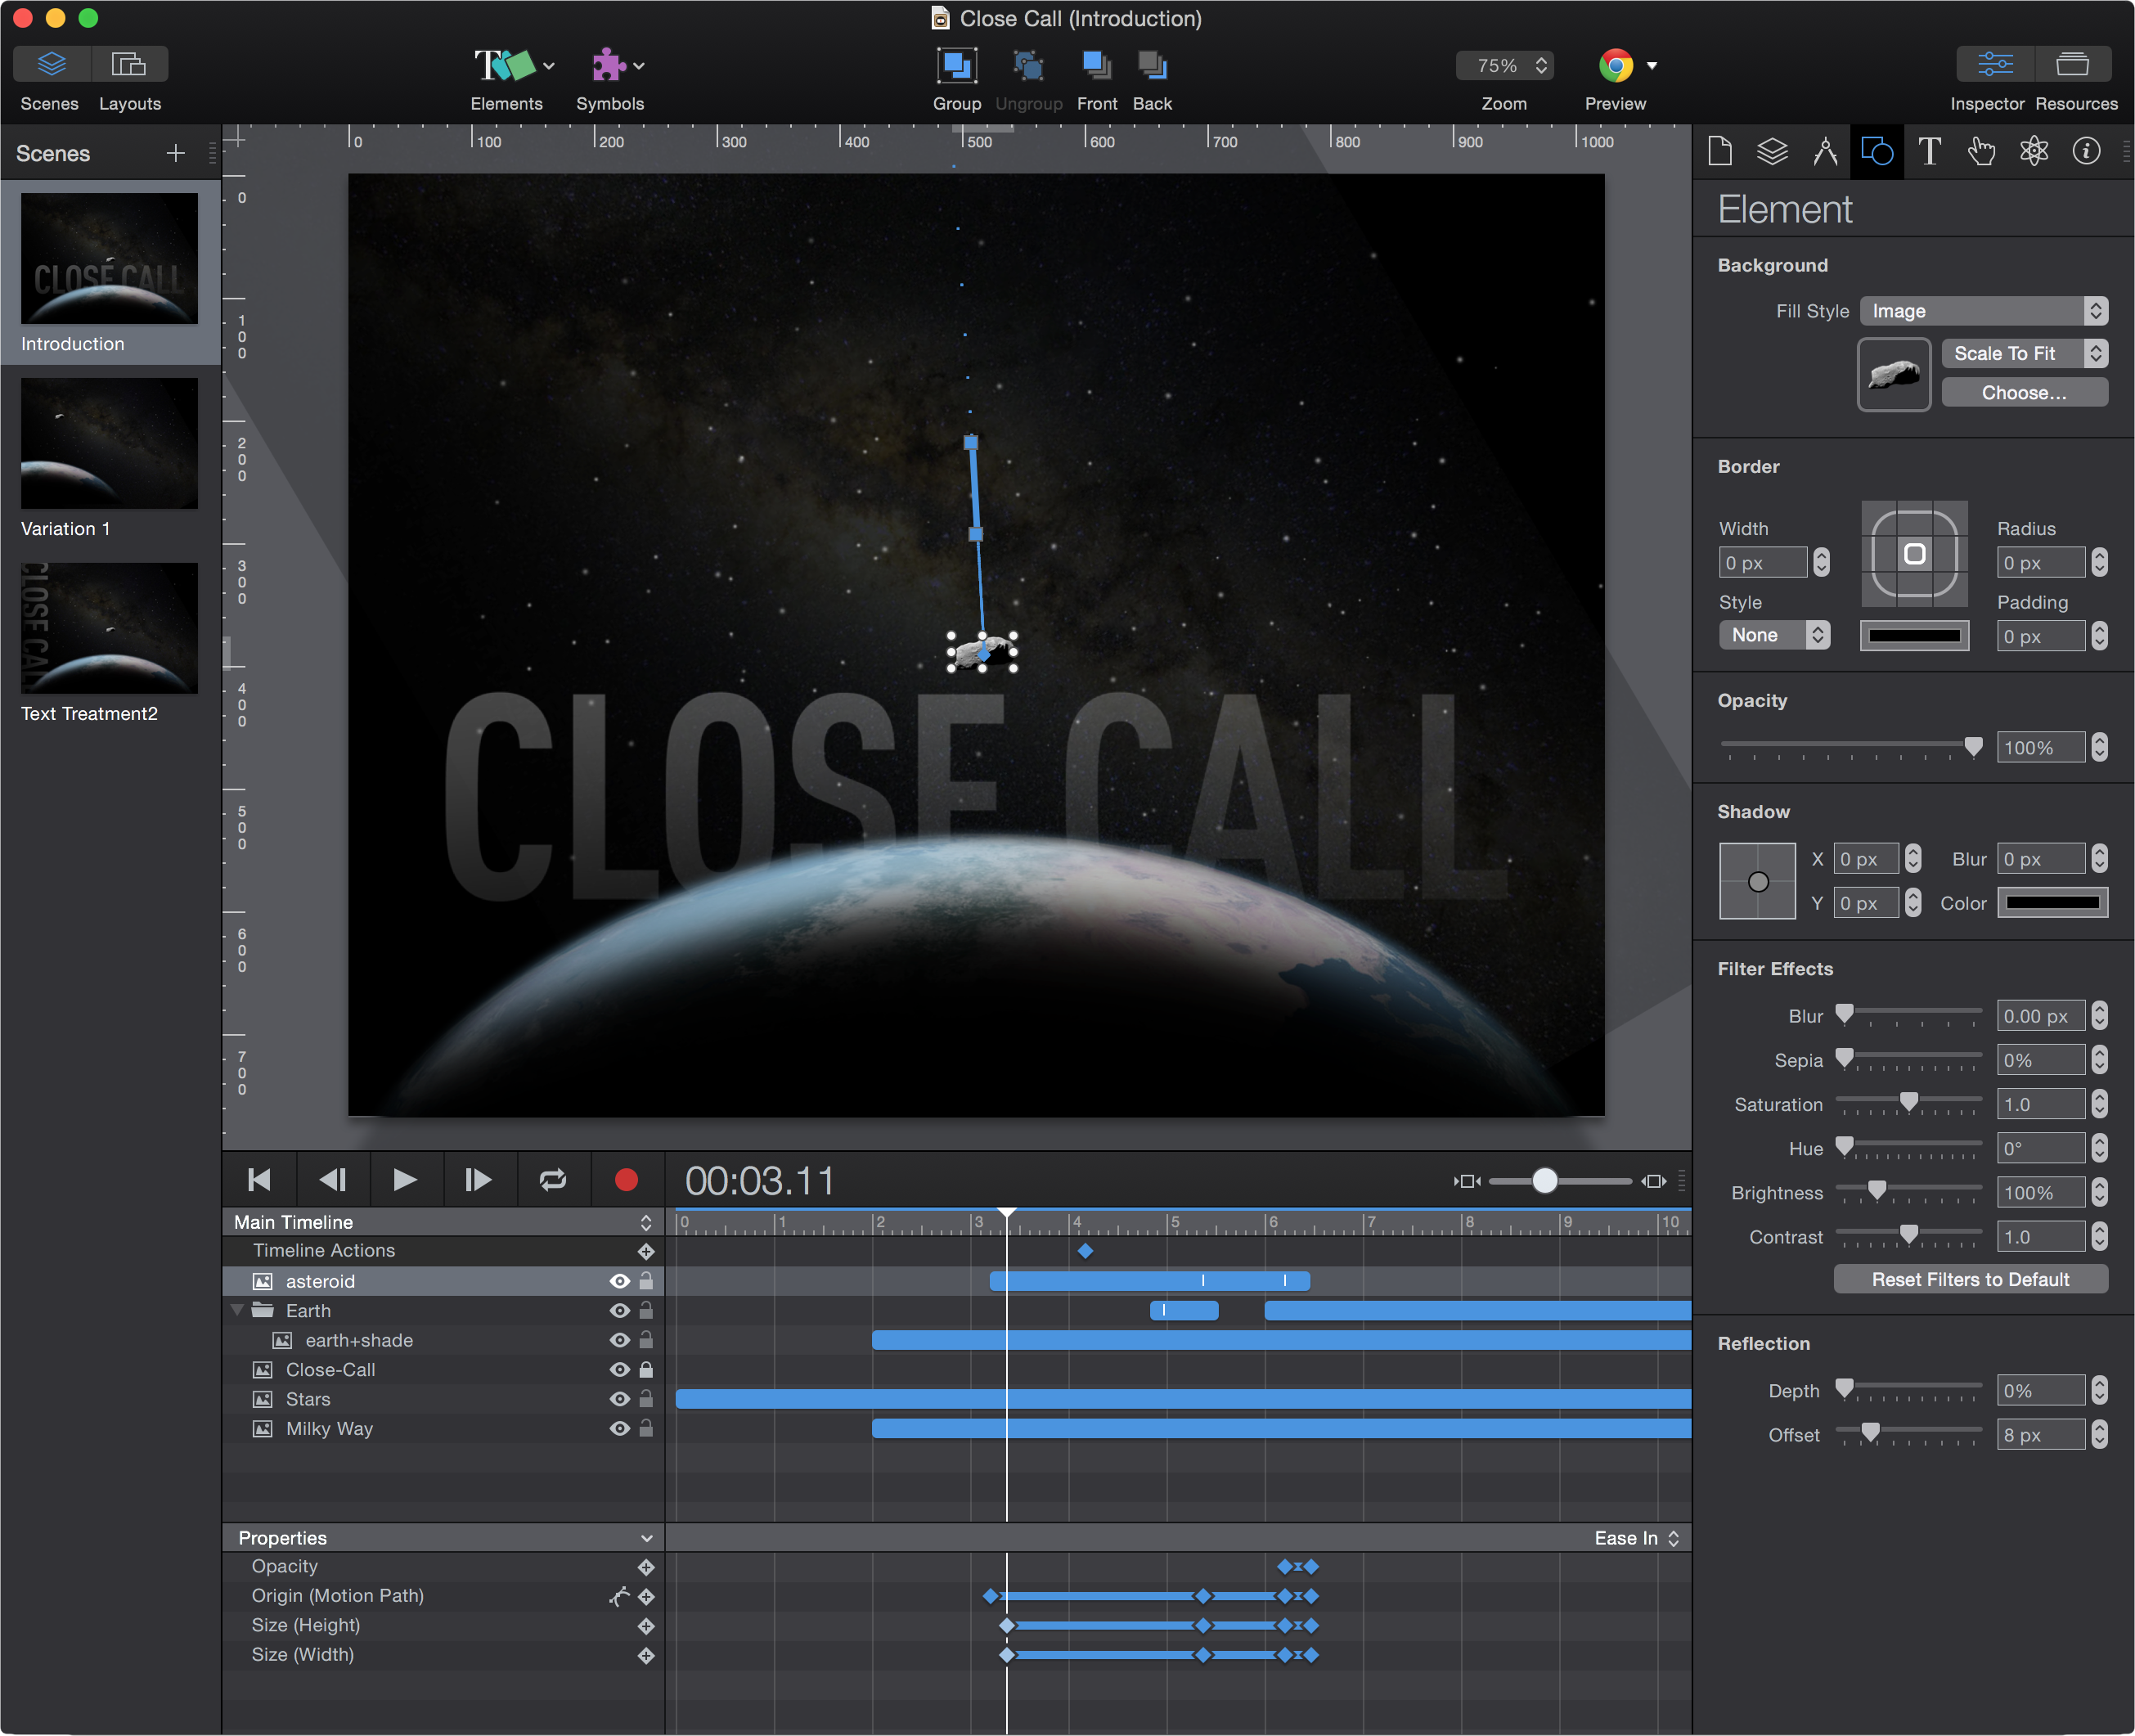 Close Call (Introduction)
75%
Scenes Layouts Elements Symbols Group Ungroup Front Back Zoom Preview Inspector Resources
Scenes
0 100 200 300 400 500 600 700 800 900 1000
0
100
200
300
400
500
600
700
CLOSE CALL
Introduction
Variation 1
CLOSE CALL
Text Treatment2
CLOSE CALL
Element
Background
Fill Style Image
Scale To Fit
Choose...
Border
Width Radius
0 px 0 px
Style Padding
None 0 px
Opacity
100%
Shadow
X 0 px Blur 0 px
Y 0 px Color
Filter Effects
Blur 0.00 px
Sepia 0%
Saturation 1.0
Hue 0°
Brightness 100%
Contrast 1.0
Reset Filters to Default
Reflection
Depth 0%
Offset 8 px
00:03.11
Main Timeline 0 1 2 3 4 5 6 7 8 9 10
Timeline Actions
asteroid
Earth
earth+shade
Close-Call
Stars
Milky Way
Properties Ease In
Opacity
Origin (Motion Path)
Size (Height)
Size (Width)